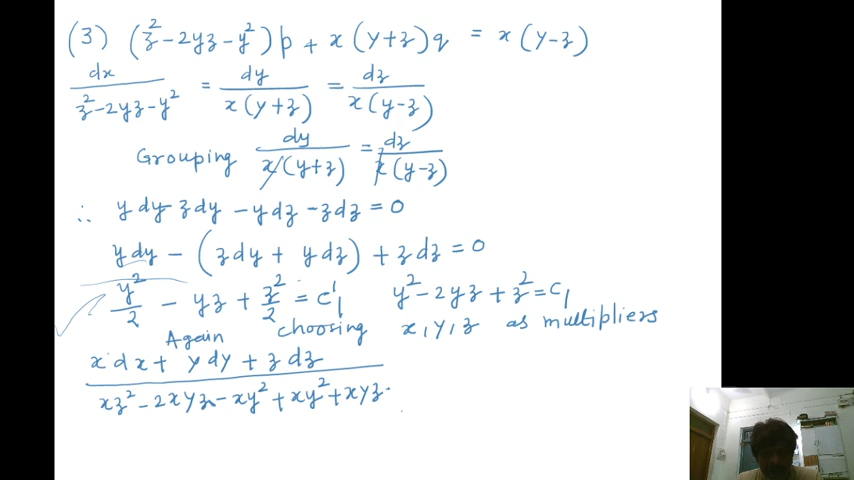 (3) (z² - 2yz - y²)p + x(y+z)q = x(y-z)
dx/(z² - 2yz - y²) = dy/(x(y+z)) = dz/(x(y-z))
Grouping dy/(x(y+z)) = dz/(x(y-z))
∴ y dy - z dy - y dz - z dz = 0
y dy - (z dy + y dz) + z dz = 0
y²/2 - yz + z²/2 = c₁' y² - 2yz + z² = c₁
Again choosing x, y, z as multipliers
x dx + y dy + z dz
xz² - 2xyz - xy² + xy² + xyz